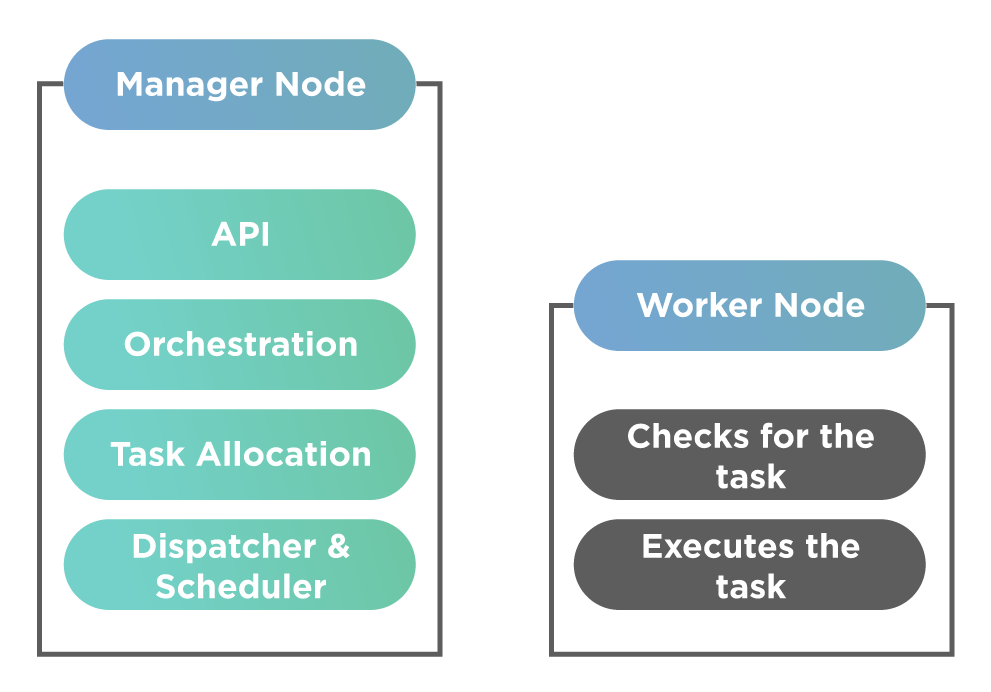 Manager Node
API
Orchestration
Task Allocation
Dispatcher &
Scheduler
Worker Node
Checks for the
task
Executes the
task